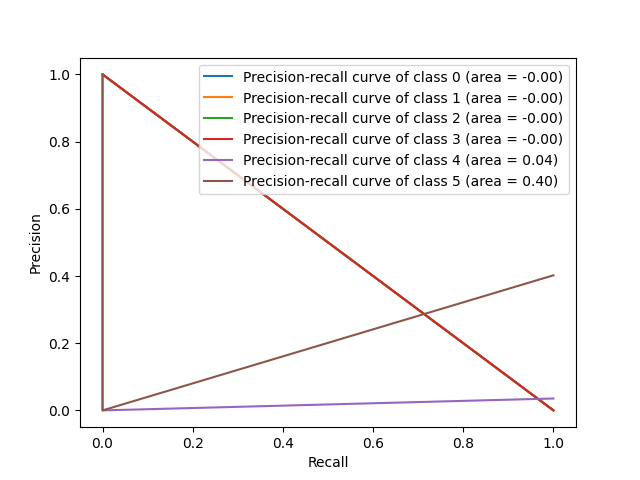 1.0
0.8
0.6
0.4
0.2
0.0
Precision
Precision-recall curve of class 0 (area = -0.00)
Precision-recall curve of class 1 (area = -0.00)
Precision-recall curve of class 2 (area = -0.00)
Precision-recall curve of class 3 (area = -0.00)
Precision-recall curve of class 4 (area = 0.04)
Precision-recall curve of class 5 (area = 0.40)
0.0 0.2 0.4 0.6 0.8 1.0
Recall